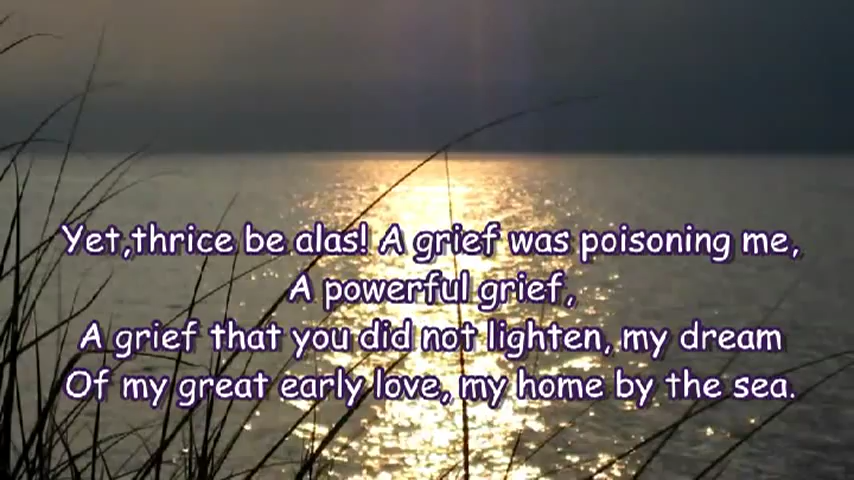 Yet,thrice be alas! A grief was poisoning me,
A powerful grief,
A grief that you did not lighten, my dream
Of my great early love, my home by the sea.